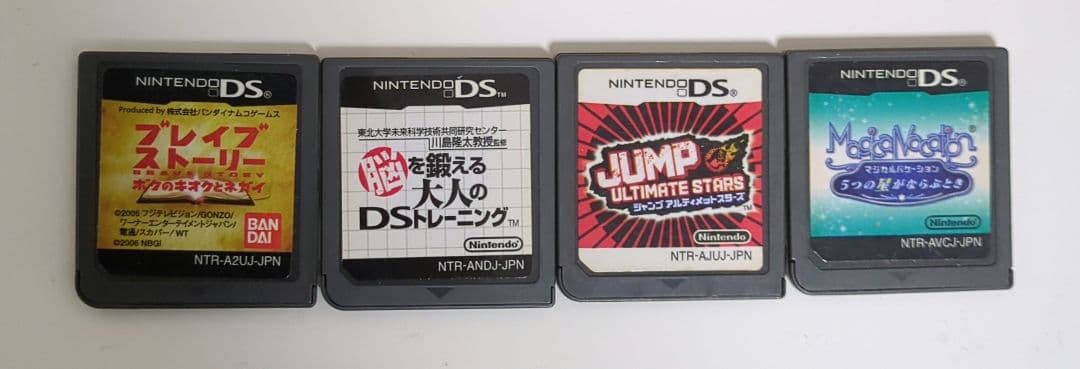 NINTENDO DS®
Produced by 株式会社バンダイナムコゲームス
ブレイブ
ストーリー
BRAVE STORY
ボクのキオクとネガイ
©2006 フジテレビジョン/GONZO/
ワーナーエンターテイメントジャパン/
電通/スカパー/WT
©2006 NBGI
BAN
DAI
NTR-A2UJ-JPN
NINTENDO DS™
東北大学未来科学技術共同研究センター
川島隆太教授監修
脳を鍛える
大人の
DSトレーニング™
Nintendo
NTR-ANDJ-JPN
NINTENDO DS®
JUMP
ULTIMATE STARS
ジャンプ アルティメットスターズ
™
Nintendo
NTR-AJUJ-JPN
NINTENDO DS®
MagicalVacation®
マジカルバケーション
5つの星がならぶとき
Nintendo
NTR-AVCJ-JPN